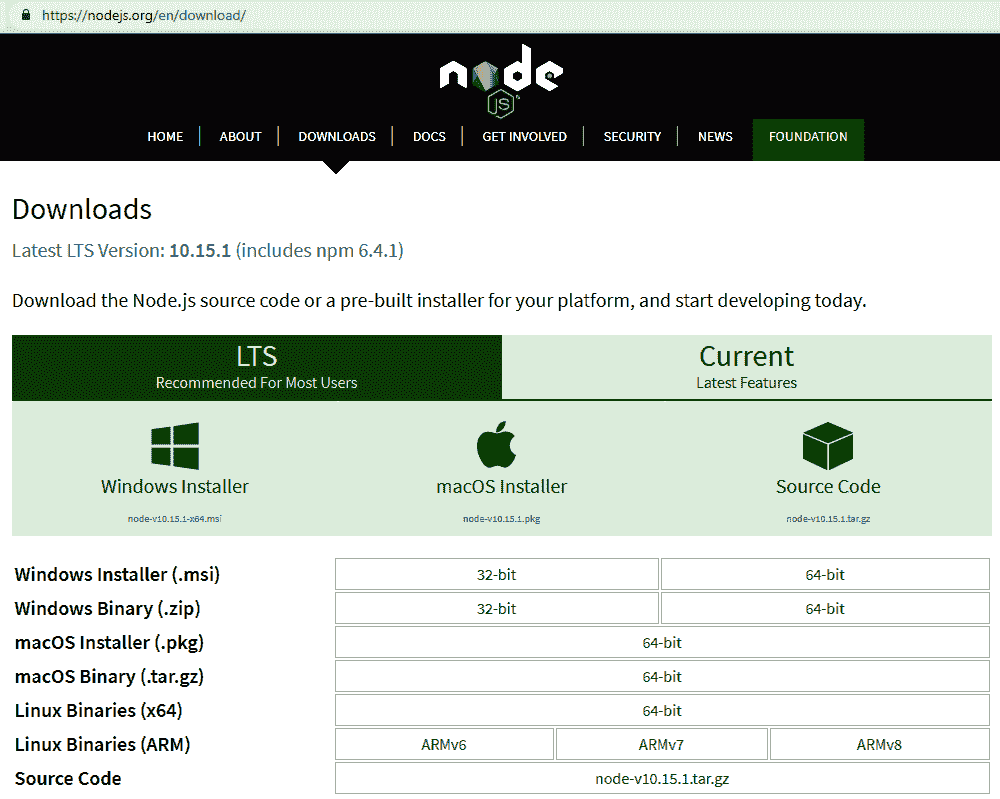 https://nodejs.org/en/download/
node
JS
HOME ABOUT DOWNLOADS DOCS GET INVOLVED SECURITY NEWS FOUNDATION
Downloads
Latest LTS Version: 10.15.1 (includes npm 6.4.1)
Download the Node.js source code or a pre-built installer for your platform, and start developing today.
LTS Current
Recommended For Most Users Latest Features
Windows Installer macOS Installer Source Code
node-v10.15.1-x64.msi node-v10.15.1.pkg node-v10.15.1.tar.gz
Windows Installer (.msi) 32-bit 64-bit
Windows Binary (.zip) 32-bit 64-bit
macOS Installer (.pkg) 64-bit
macOS Binary (.tar.gz) 64-bit
Linux Binaries (x64) 64-bit
Linux Binaries (ARM) ARMv6 ARMv7 ARMv8
Source Code node-v10.15.1.tar.gz